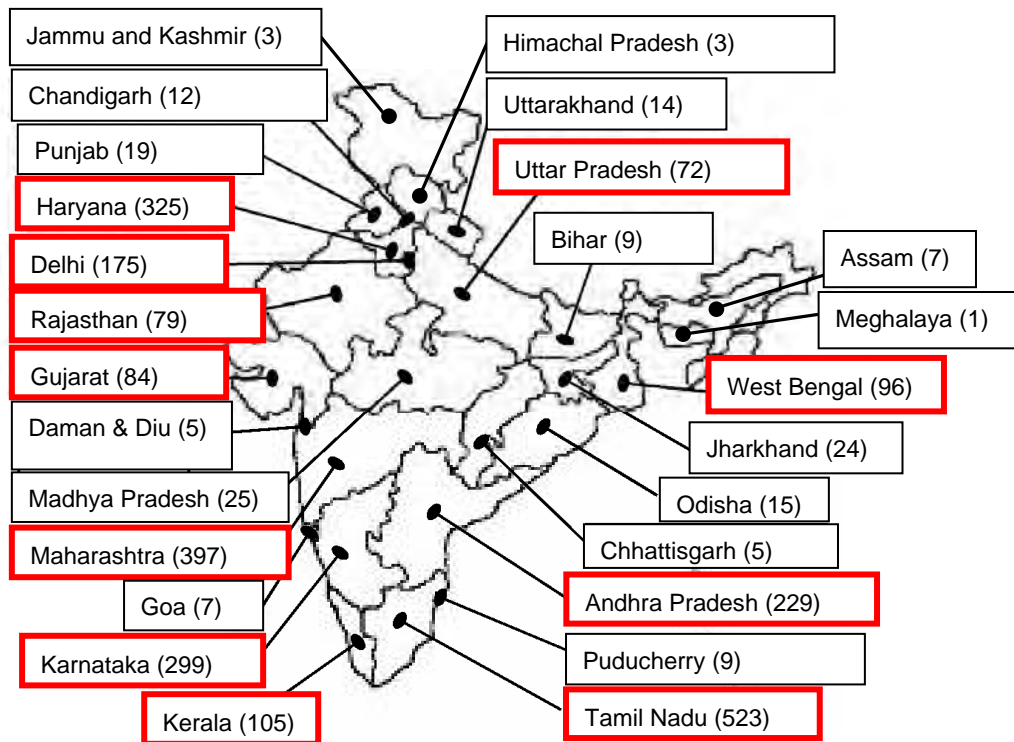 Jammu and Kashmir (3)
Himachal Pradesh (3)
Chandigarh (12)
Uttarakhand (14)
Punjab (19)
Uttar Pradesh (72)
Haryana (325)
Bihar (9)
Delhi (175)
Assam (7)
Rajasthan (79)
Meghalaya (1)
Gujarat (84)
West Bengal (96)
Daman & Diu (5)
Jharkhand (24)
Madhya Pradesh (25)
Odisha (15)
Maharashtra (397)
Chhattisgarh (5)
Goa (7)
Andhra Pradesh (229)
Karnataka (299)
Puducherry (9)
Kerala (105)
Tamil Nadu (523)